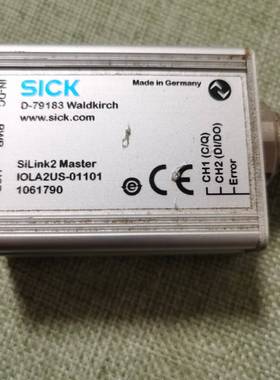 SICK
Made in Germany
D-79183 Waldkirch
www.sick.com
SiLink2 Master
IOLA2US-01101
1061790
CE
CH1 (C/Q)
CH2 (DI/DO)
Error